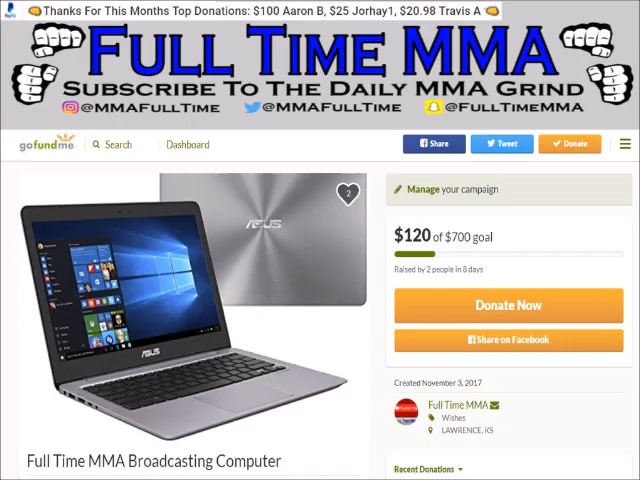 PayPal
Thanks For This Months Top Donations: $100 Aaron B, $25 Jorhay1, $20.98 Travis A
FULL TIME MMA
SUBSCRIBE TO THE DAILY MMA GRIND
@MMAFULLTIME @MMAFULLTIME @FULLTIMEMMA
gofundme Search Dashboard Share Tweet Donate
2
Manage your campaign
ASUS
$120 of $700 goal
Raised by 2 people in 8 days
Donate Now
Share on Facebook
ASUS
Created November 3, 2017
Full Time MMA
Wishes
LAWRENCE, KS
Full Time MMA Broadcasting Computer
Recent Donations